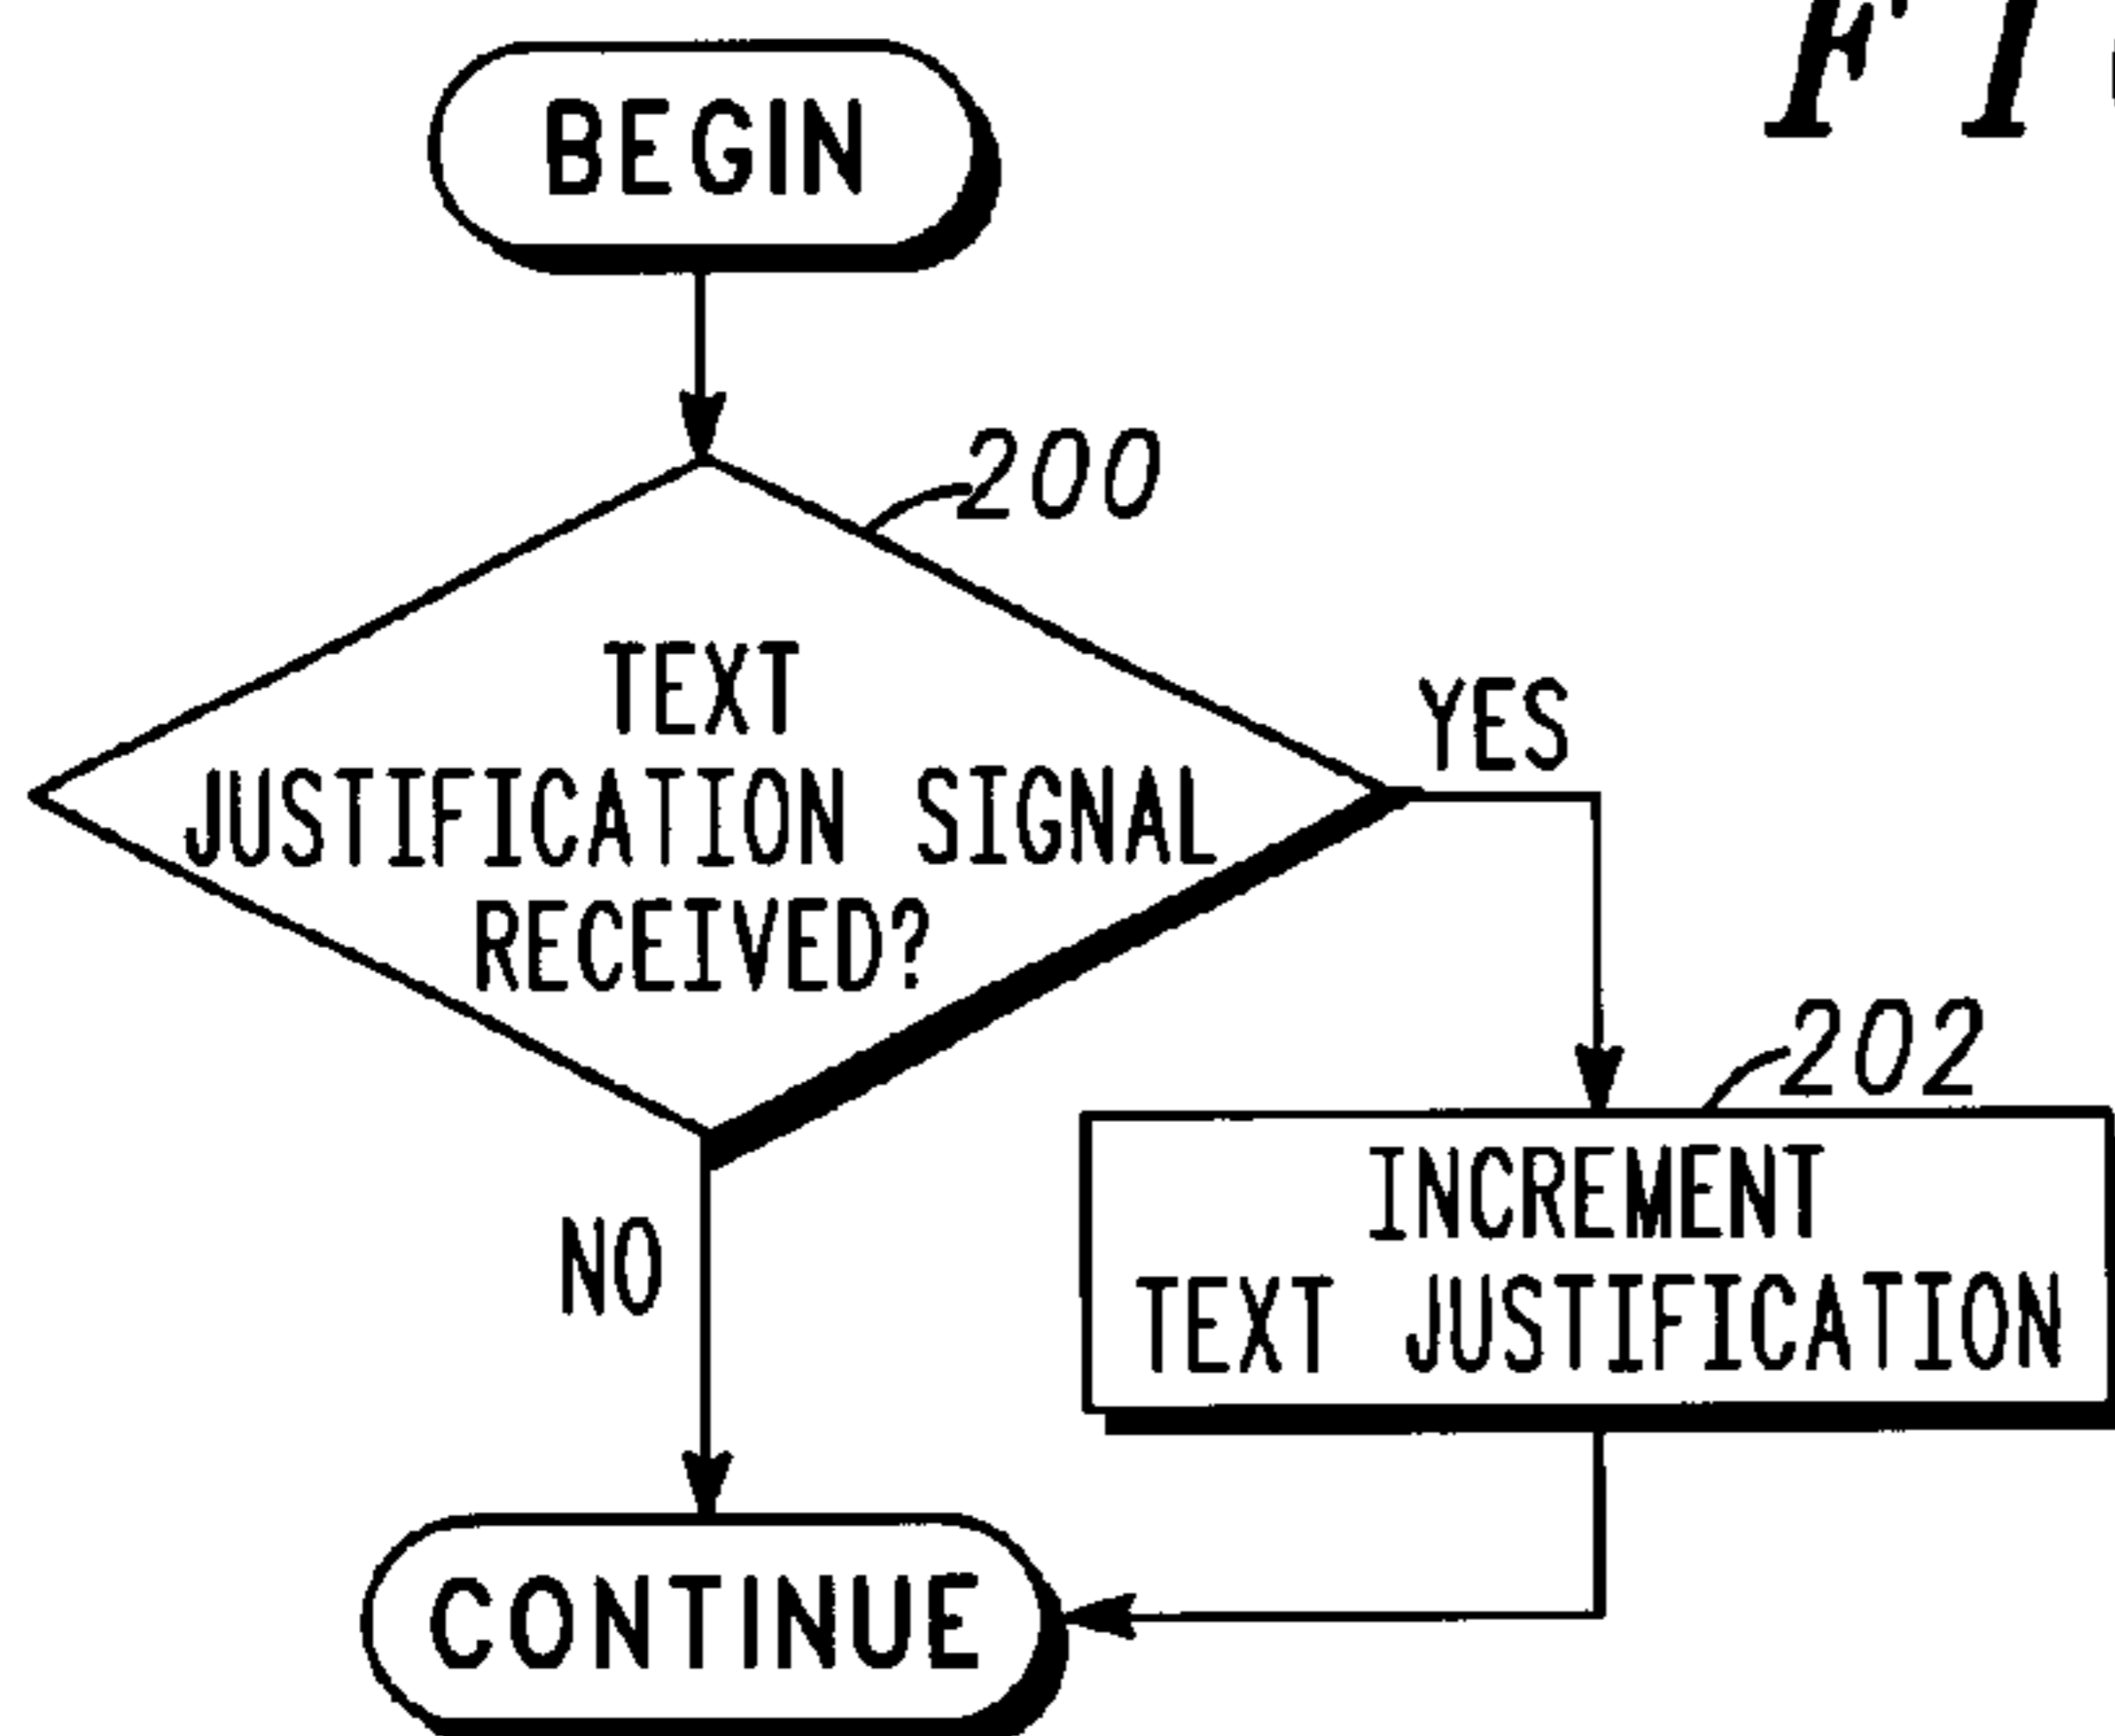 BEGIN
200
TEXT
JUSTIFICATION SIGNAL
RECEIVED?
YES
NO
202
INCREMENT
TEXT JUSTIFICATION
CONTINUE